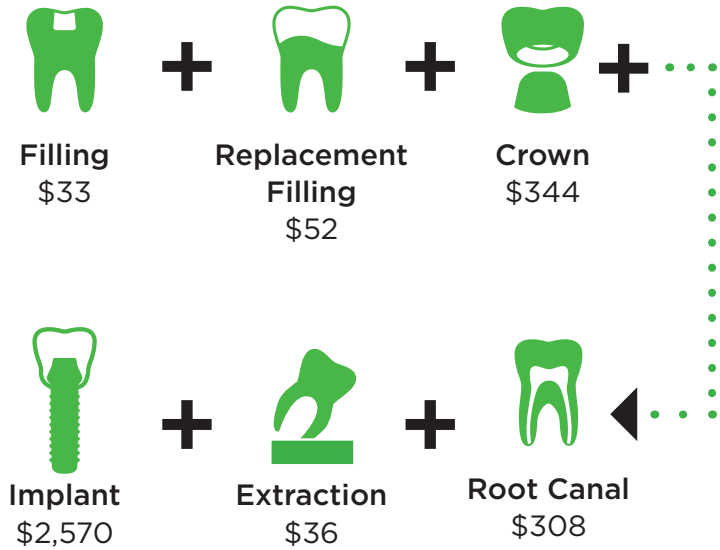 Filling
$33
Replacement
Filling
$52
Crown
$344
Root Canal
$308
Extraction
$36
Implant
$2,570